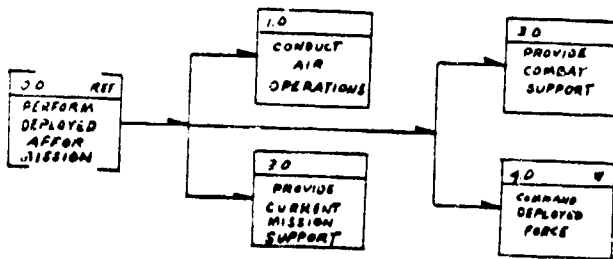 0.0 REF
PERFORM
DEPLOYED
AFFOR
MISSION
1.0
CONDUCT
AIR
OPERATIONS
2.0
PROVIDE
CURRENT
MISSION
SUPPORT
3.0
PROVIDE
COMBAT
SUPPORT
4.0
COMMAND
DEPLOYED
FORCE